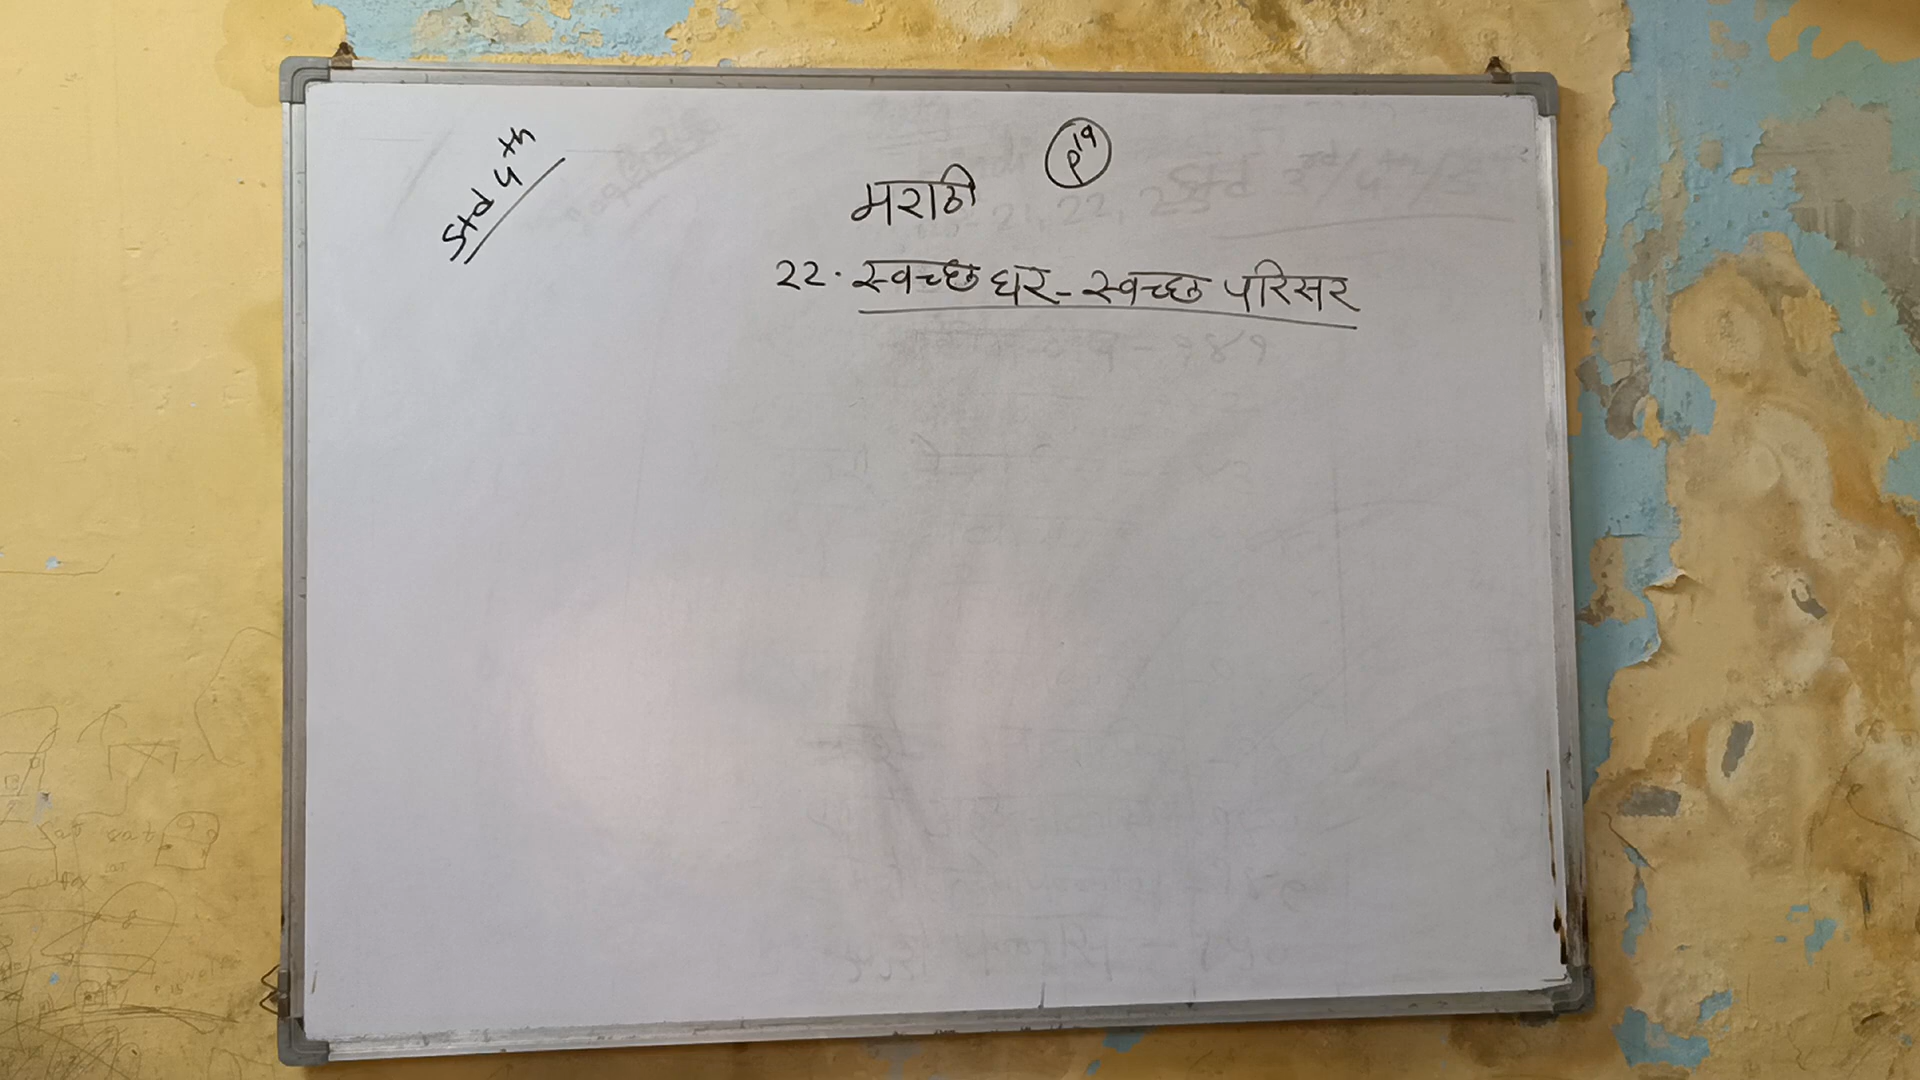 Std 4th
P19
मराठी
22. स्वच्छ घर - स्वच्छ परिसर